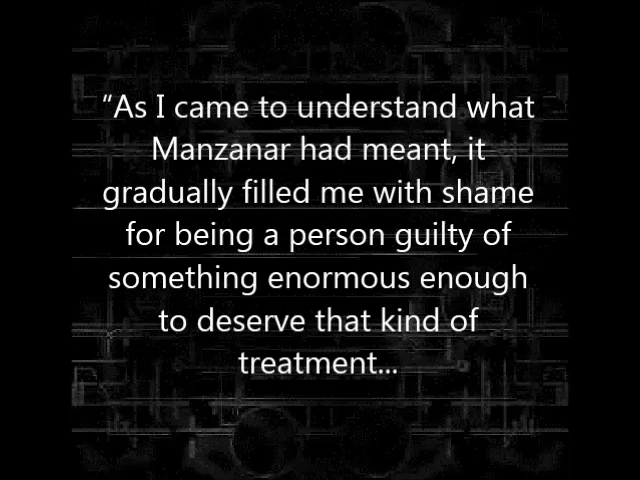 “As I came to understand what
Manzanar had meant, it
gradually filled me with shame
for being a person guilty of
something enormous enough
to deserve that kind of
treatment...